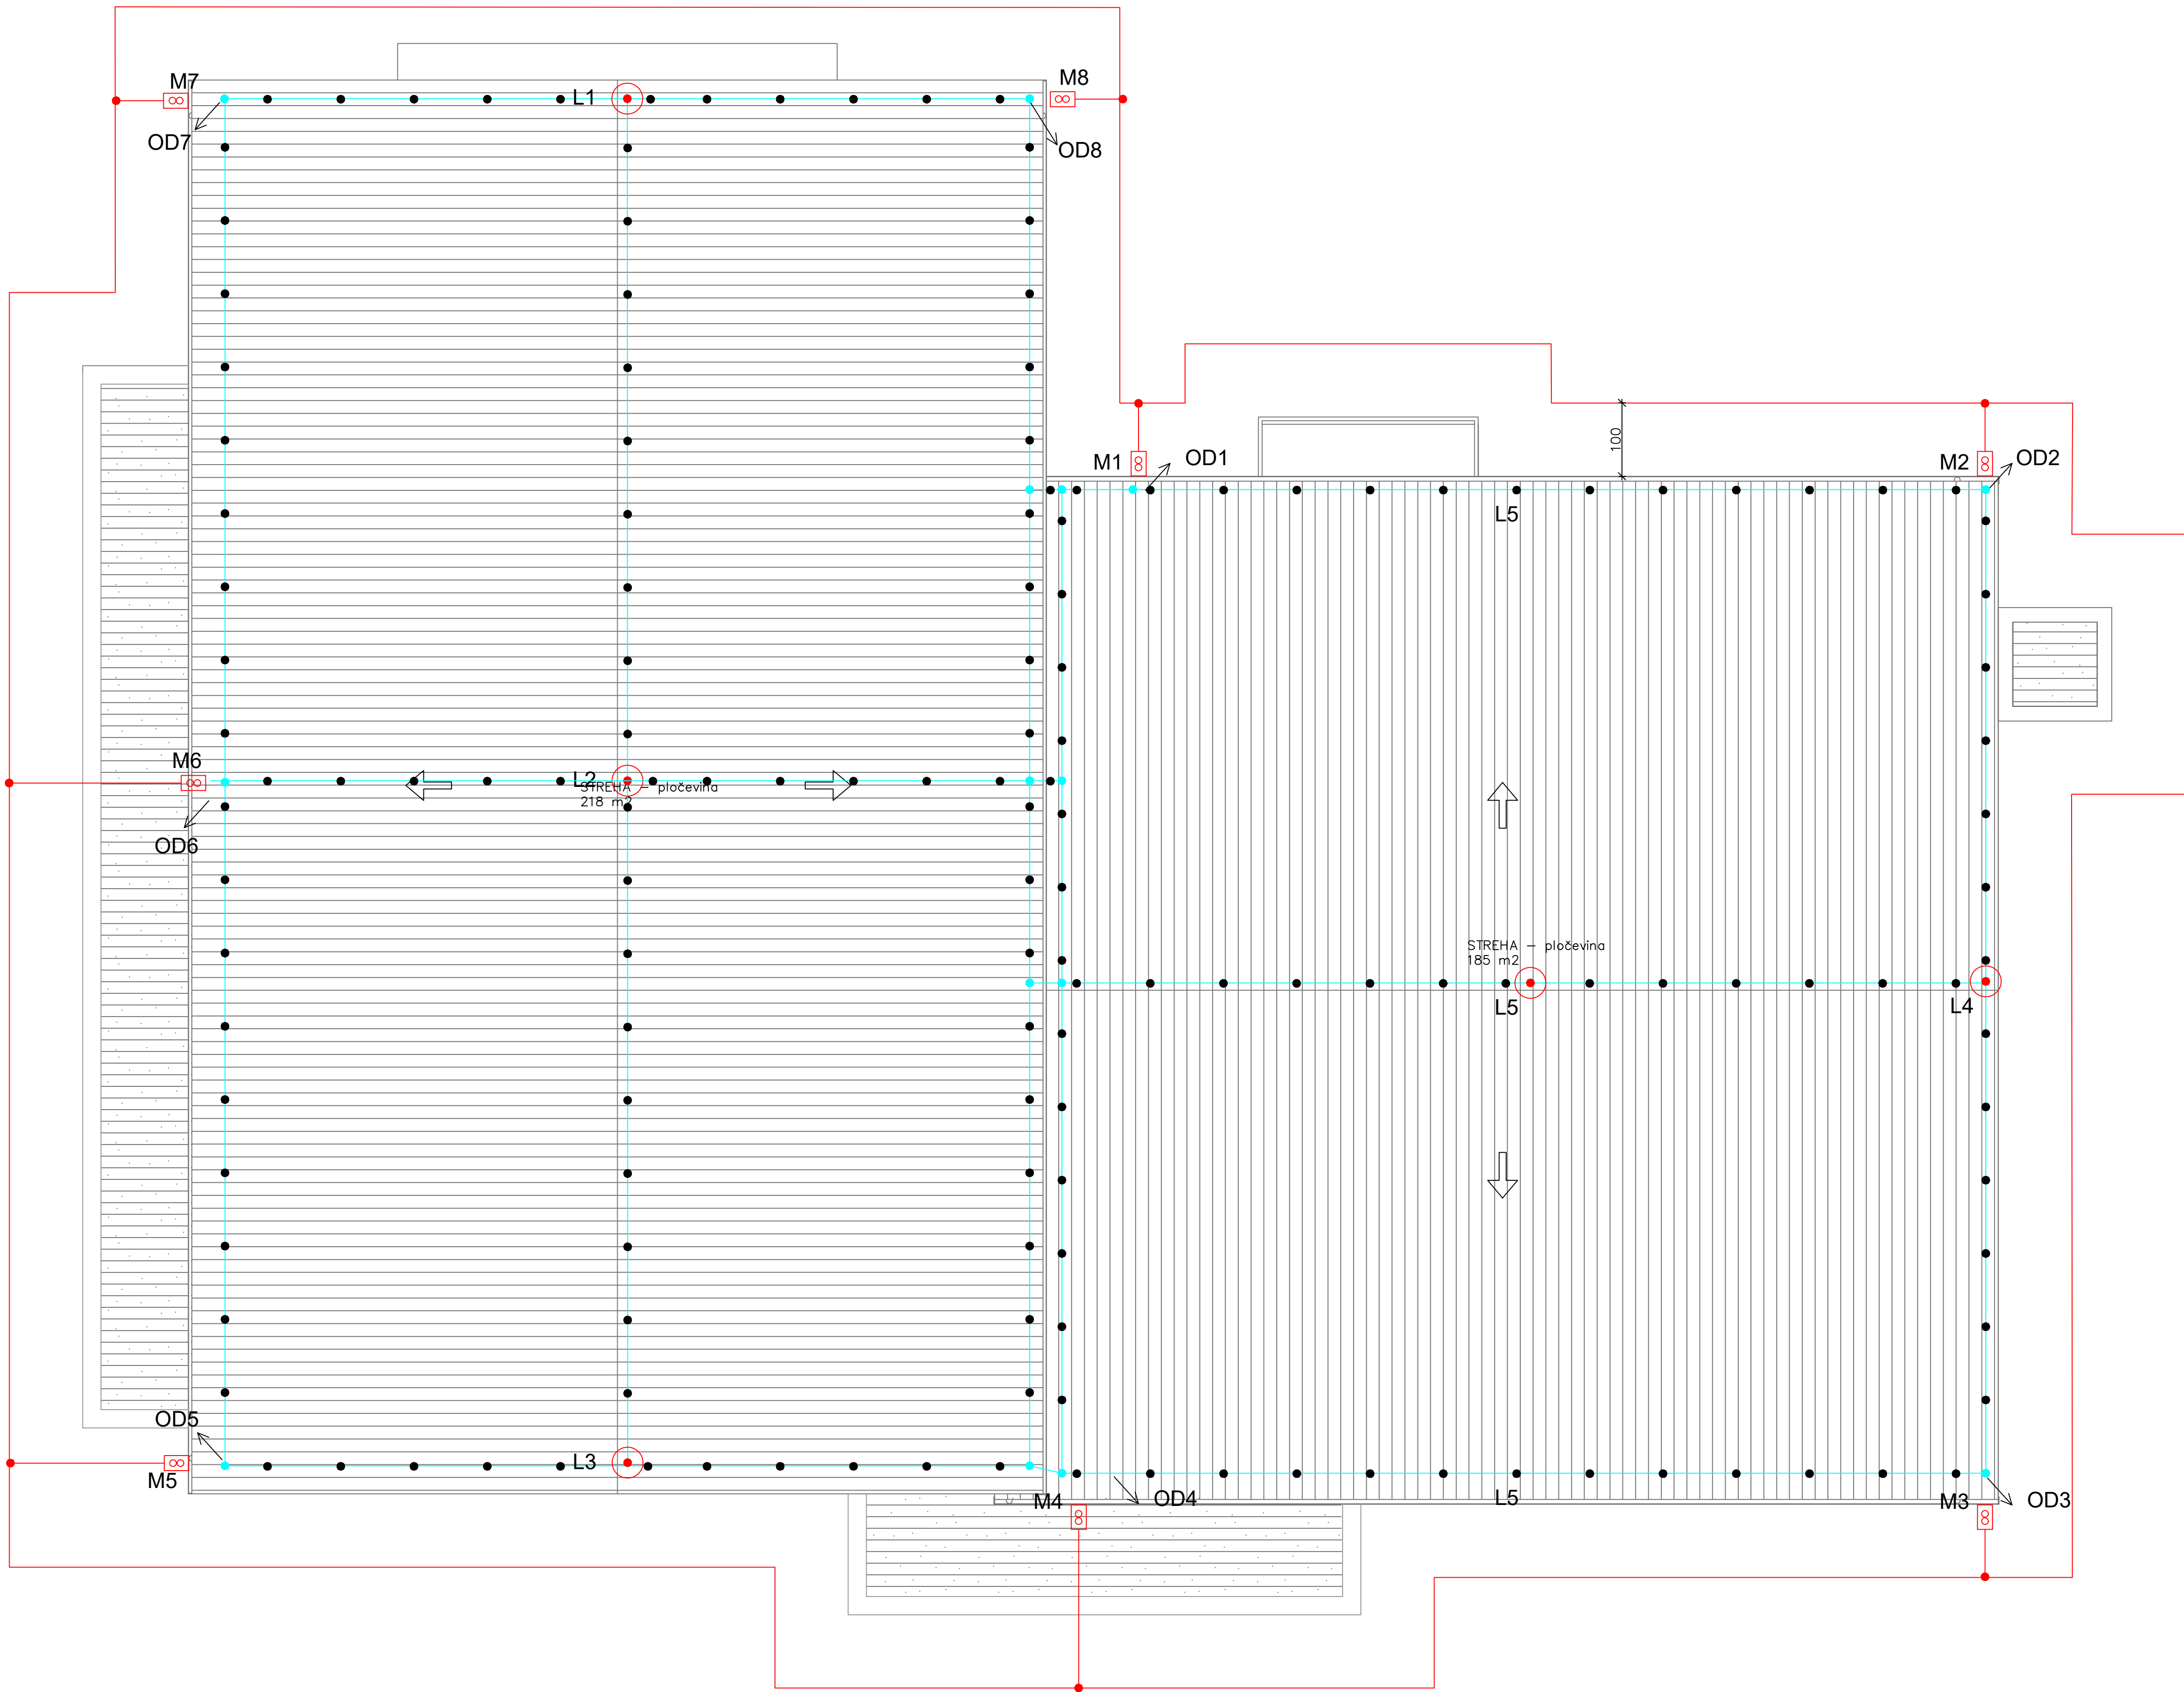 M7
M8
L1
OD7
OD8
100
M1
OD1
M2
OD2
L5
M6
L2
STREHA – pločevina
218 m2
OD6
STREHA – pločevina
185 m2
L5
L4
OD5
L3
M5
M4
OD4
L5
M3
OD3